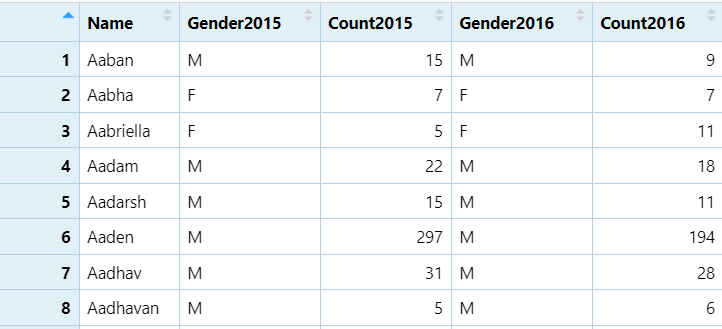 Name Gender2015 Count2015 Gender2016 Count2016
1 Aaban M 15 M 9
2 Aabha F 7 F 7
3 Aabriella F 5 F 11
4 Aadam M 22 M 18
5 Aadarsh M 15 M 11
6 Aaden M 297 M 194
7 Aadhav M 31 M 28
8 Aadhavan M 5 M 6